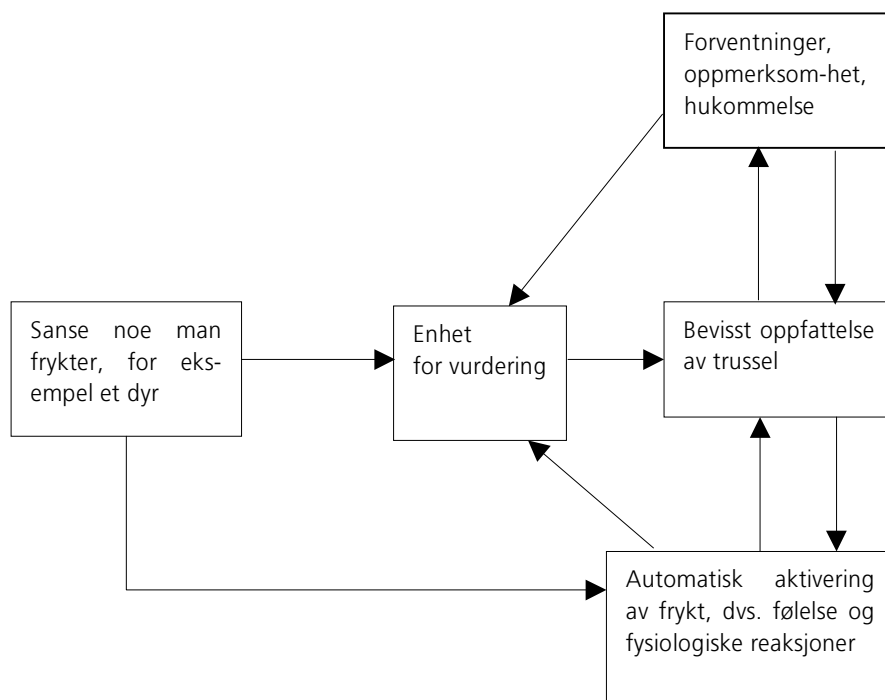 Forventninger,
oppmerksom-het,
hukommelse
Sanse noe man
frykter, for eks-
empel et dyr
Enhet
for vurdering
Bevisst oppfattelse
av trussel
Automatisk aktivering
av frykt, dvs. følelse og
fysiologiske reaksjoner